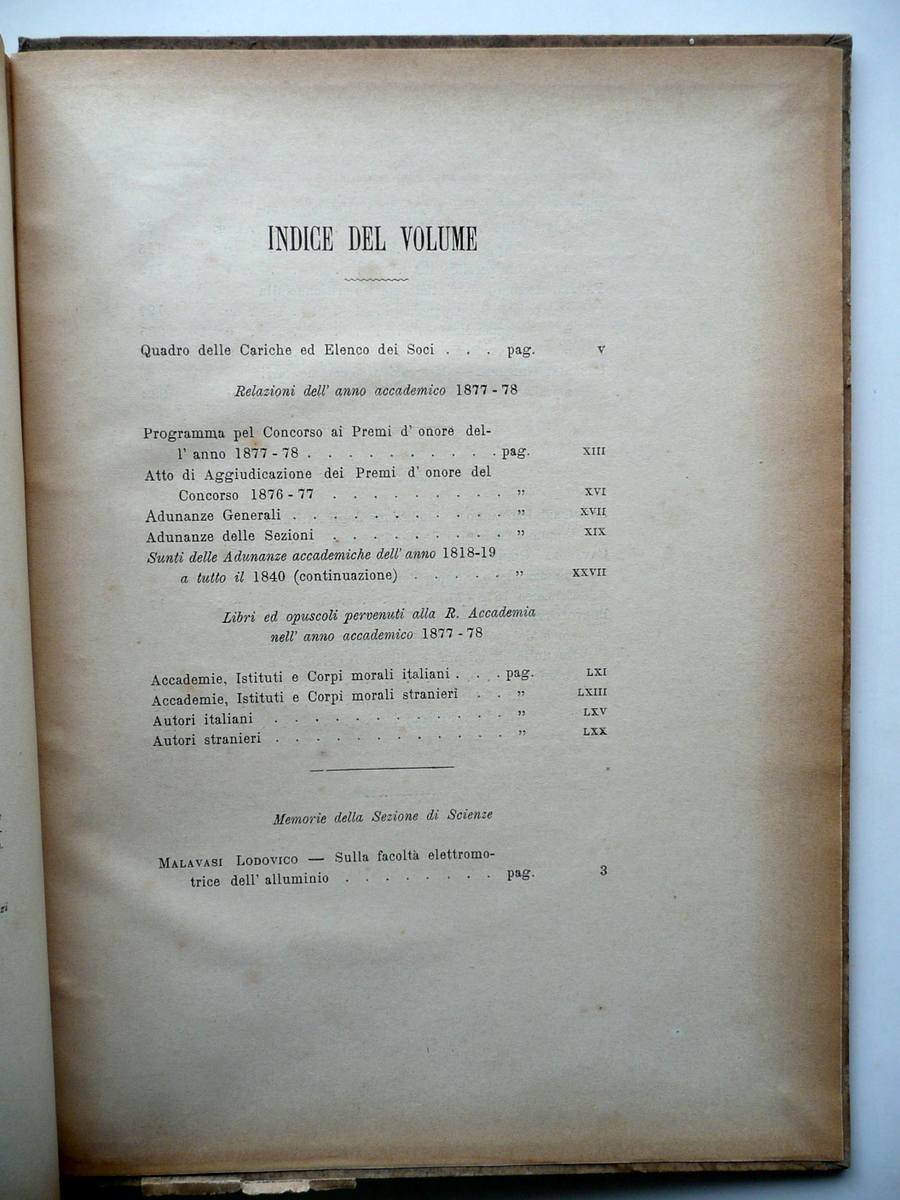 INDICE DEL VOLUME
Quadro delle Cariche ed Elenco dei Soci . . . pag. V
Relazioni dell' anno accademico 1877-78
Programma pel Concorso ai Premi d' onore del-
l' anno 1877-78 . . . . . . . . . . pag. XIII
Atto di Aggiudicazione dei Premi d' onore del
Concorso 1876-77 . . . . . . . . . „ XVI
Adunanze Generali . . . . . . . . . . . „ XVII
Adunanze delle Sezioni . . . . . . . . . „ XIX
Sunti delle Adunanze accademiche dell' anno 1818-19
a tutto il 1840 (continuazione) . . . . . „ XXVII
Libri ed opuscoli pervenuti alla R. Accademia
nell' anno accademico 1877-78
Accademie, Istituti e Corpi morali italiani . . . pag. LXI
Accademie, Istituti e Corpi morali stranieri . . „ LXIII
Autori italiani . . . . . . . . . . . . „ LXV
Autori stranieri . . . . . . . . . . . . „ LXX
Memorie della Sezione di Scienze
MALAVASI LODOVICO — Sulla facoltà elettromo-
trice dell' alluminio . . . . . . . . pag. 3